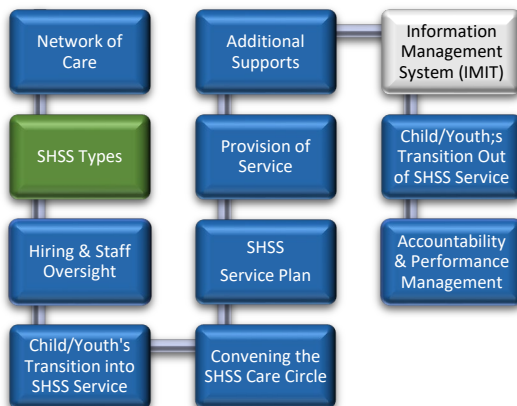 Network of
Care
SHSS Types
Hiring & Staff
Oversight
Child/Youth's
Transition into
SHSS Service
Convening the
SHSS Care Circle
SHSS
Service Plan
Provision of
Service
Additional
Supports
Information
Management
System (IMIT)
Child/Youth;s
Transition Out
of SHSS Service
Accountability
& Performance
Management